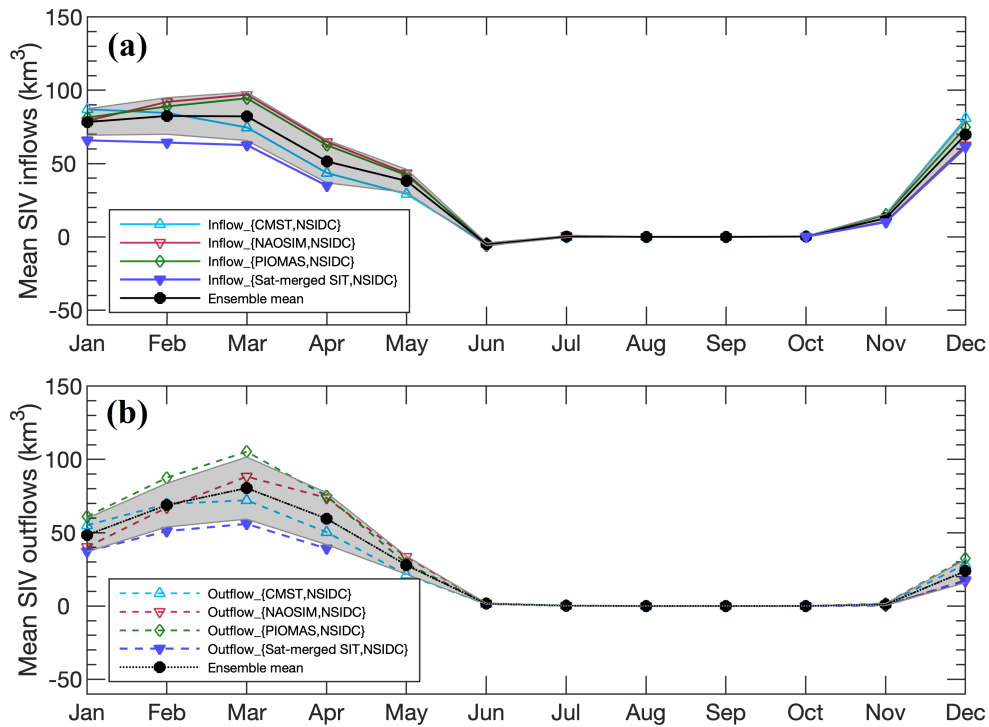 (a)
Mean SIV inflows (km3)
150
100
50
0
-50
Inflow_{CMST,NSIDC}
Inflow_{NAOSIM,NSIDC}
Inflow_{PIOMAS,NSIDC}
Inflow_{Sat-merged SIT,NSIDC}
Ensemble mean
Jan Feb Mar Apr May Jun Jul Aug Sep Oct Nov Dec
(b)
Mean SIV outflows (km3)
150
100
50
0
-50
Outflow_{CMST,NSIDC}
Outflow_{NAOSIM,NSIDC}
Outflow_{PIOMAS,NSIDC}
Outflow_{Sat-merged SIT,NSIDC}
Ensemble mean
Jan Feb Mar Apr May Jun Jul Aug Sep Oct Nov Dec